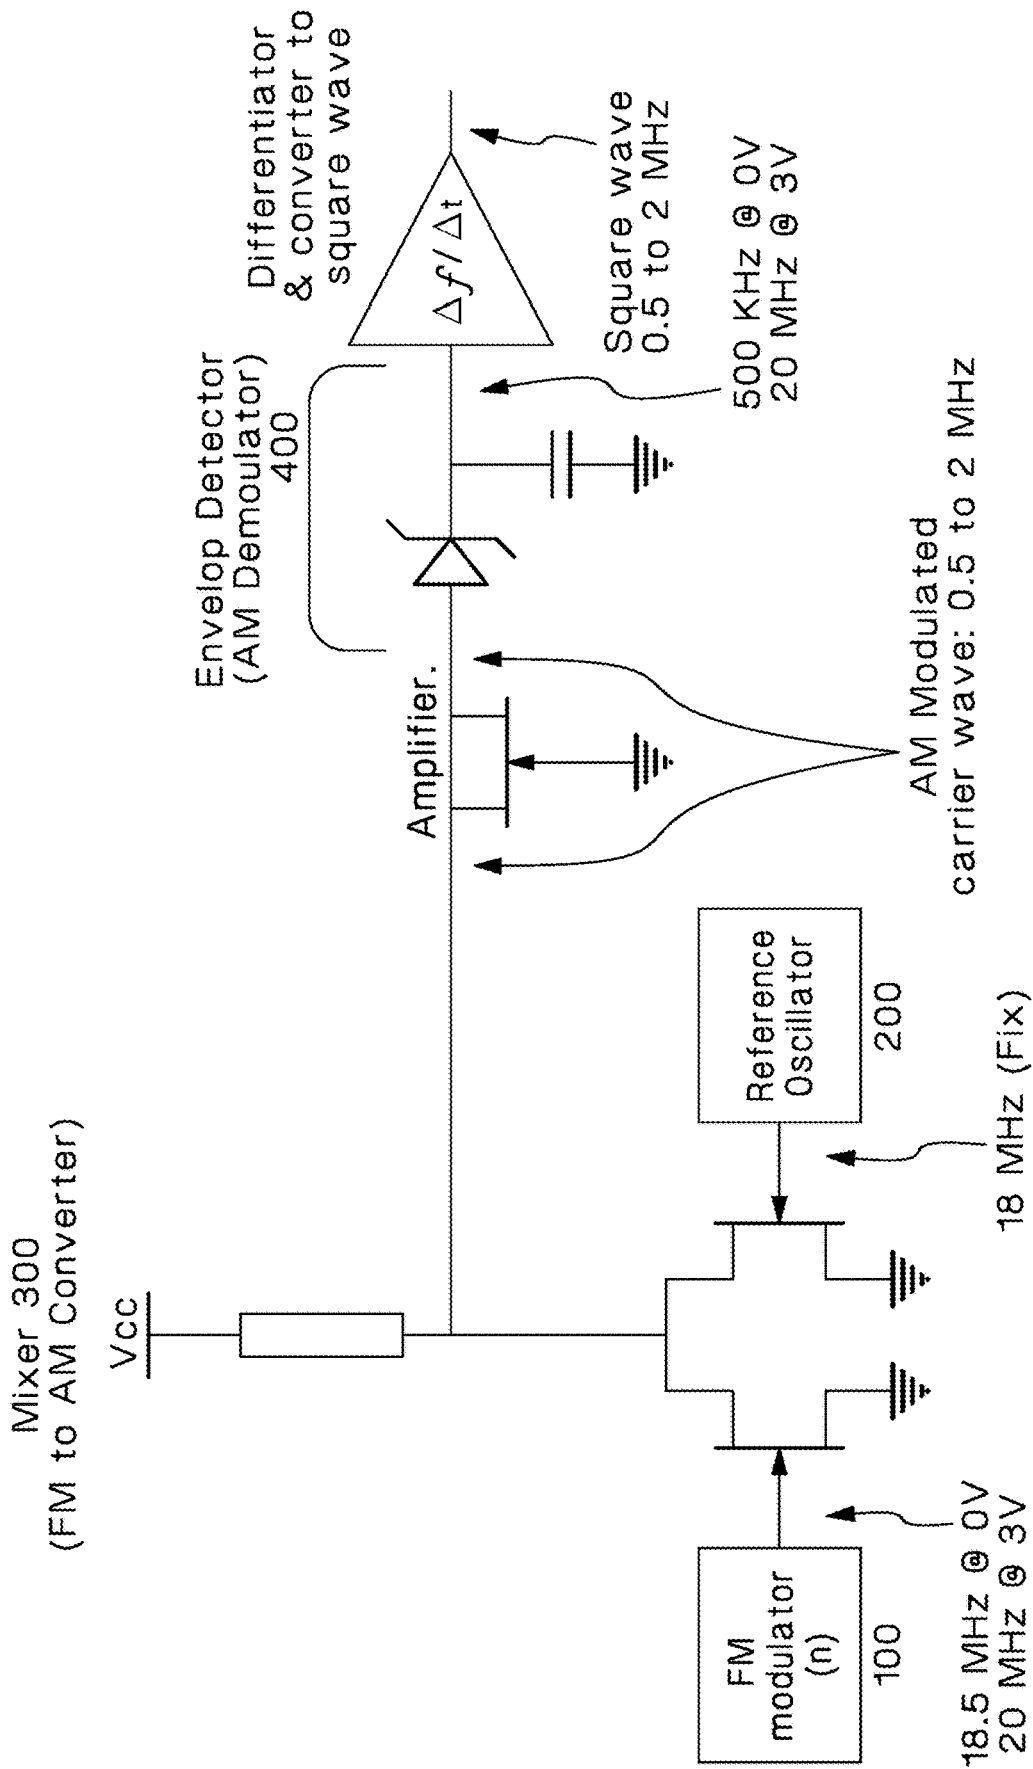 Mixer 300
(FM to AM Converter)
Vcc
Envelop Detector
(AM Demoulator)
400
Differentiator
& converter to
square wave
Amplifier.
Δf/Δt
Square wave
0.5 to 2 MHz
500 KHz @ 0V
20 MHz @ 3V
FM
modulator
(n)
100
Reference
Oscillator
200
18.5 MHz @ 0V
20 MHz @ 3V
18 MHz (Fix)
AM Modulated
carrier wave: 0.5 to 2 MHz